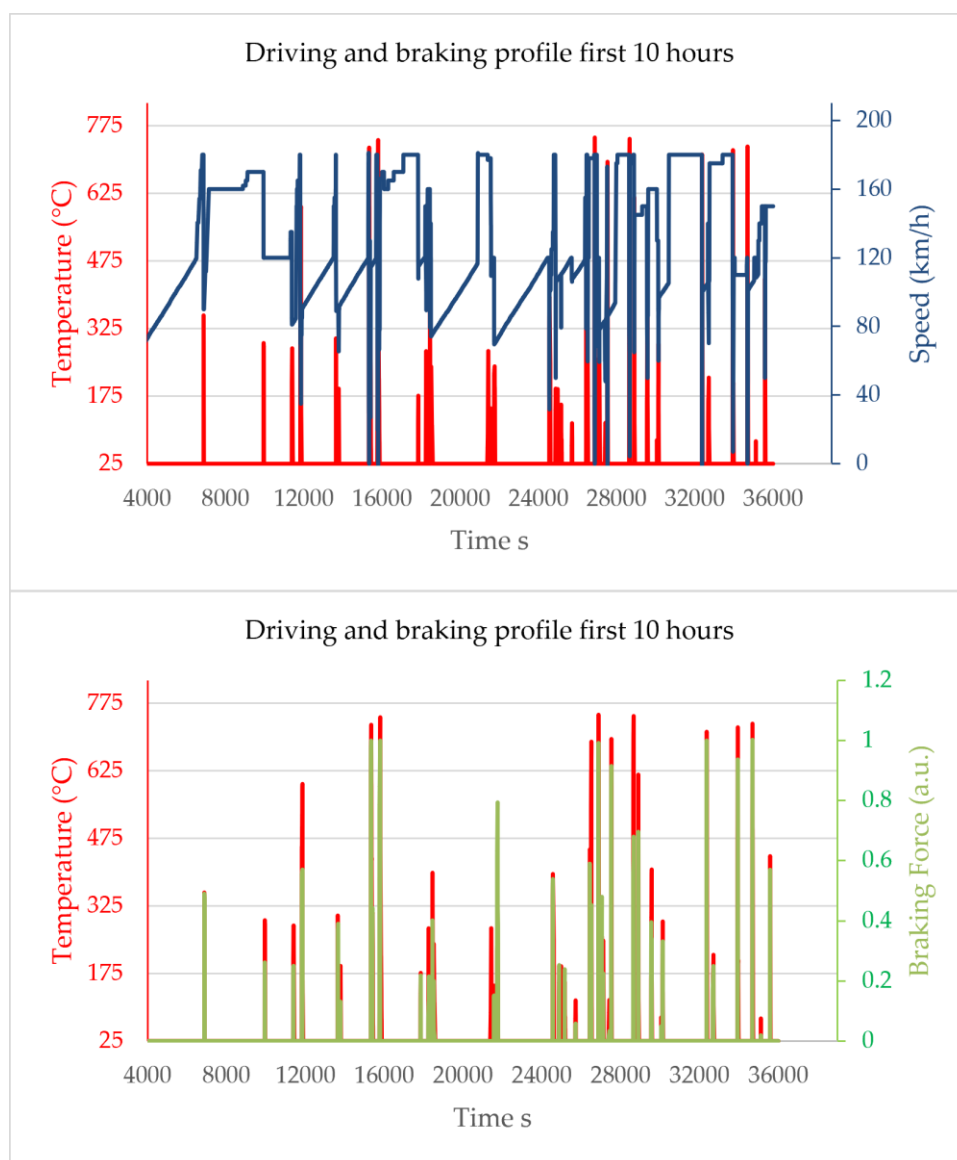 Driving and braking profile first 10 hours
775
625
475
325
175
25
Temperature (°C)
200
160
120
80
40
0
Speed (km/h)
4000 8000 12000 16000 20000 24000 28000 32000 36000
Time s
Driving and braking profile first 10 hours
775
625
475
325
175
25
Temperature (°C)
1.2
1
0.8
0.6
0.4
0.2
0
Braking Force (a.u.)
4000 8000 12000 16000 20000 24000 28000 32000 36000
Time s